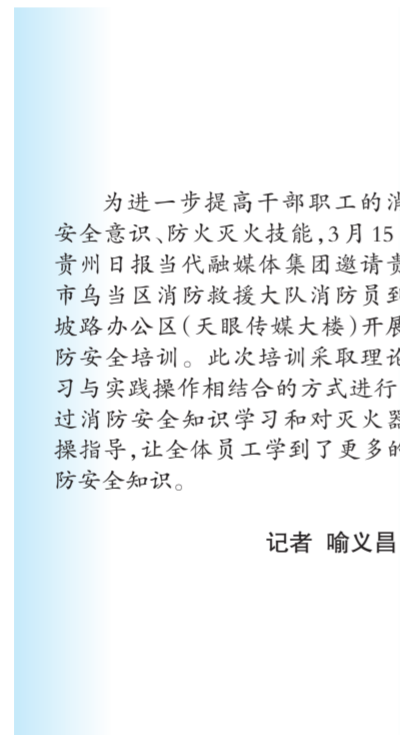 为进一步提高干部职工的消
安全意识、防火灭火技能，3月15
贵州日报当代融媒体集团邀请贵
市乌当区消防救援大队消防员到
坡路办公区（天眼传媒大楼）开展
防安全培训。此次培训采取理论
习与实践操作相结合的方式进行
过消防安全知识学习和对灭火器
操指导，让全体员工学到了更多的
防安全知识。
记者 喻义昌